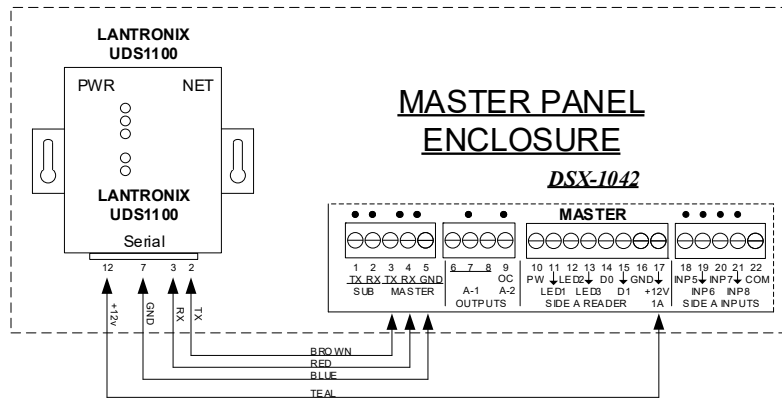 LANTRONIX
UDS1100
PWR NET
LANTRONIX
UDS1100
Serial
12 7 3 2
+12v GND RX TX
MASTER PANEL
ENCLOSURE
DSX-1042
MASTER
1 2 3 4 5 6 7 8 9 10 11 12 13 14 15 16 17 18 19 20 21 22
TX RX TX RX GND OC PW LED2 D0 GND INP5 INP7 COM
SUB MASTER A-1 A-2 LED1 LED3 D1 +12V INP6 INP8
OUTPUTS SIDE A READER 1A SIDE A INPUTS
BROWN
RED
BLUE
TEAL